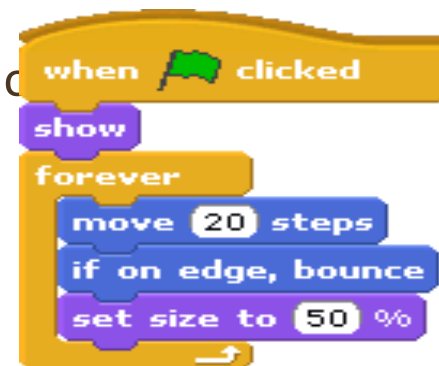 when clicked
show
forever
move 20 steps
if on edge, bounce
set size to 50 %